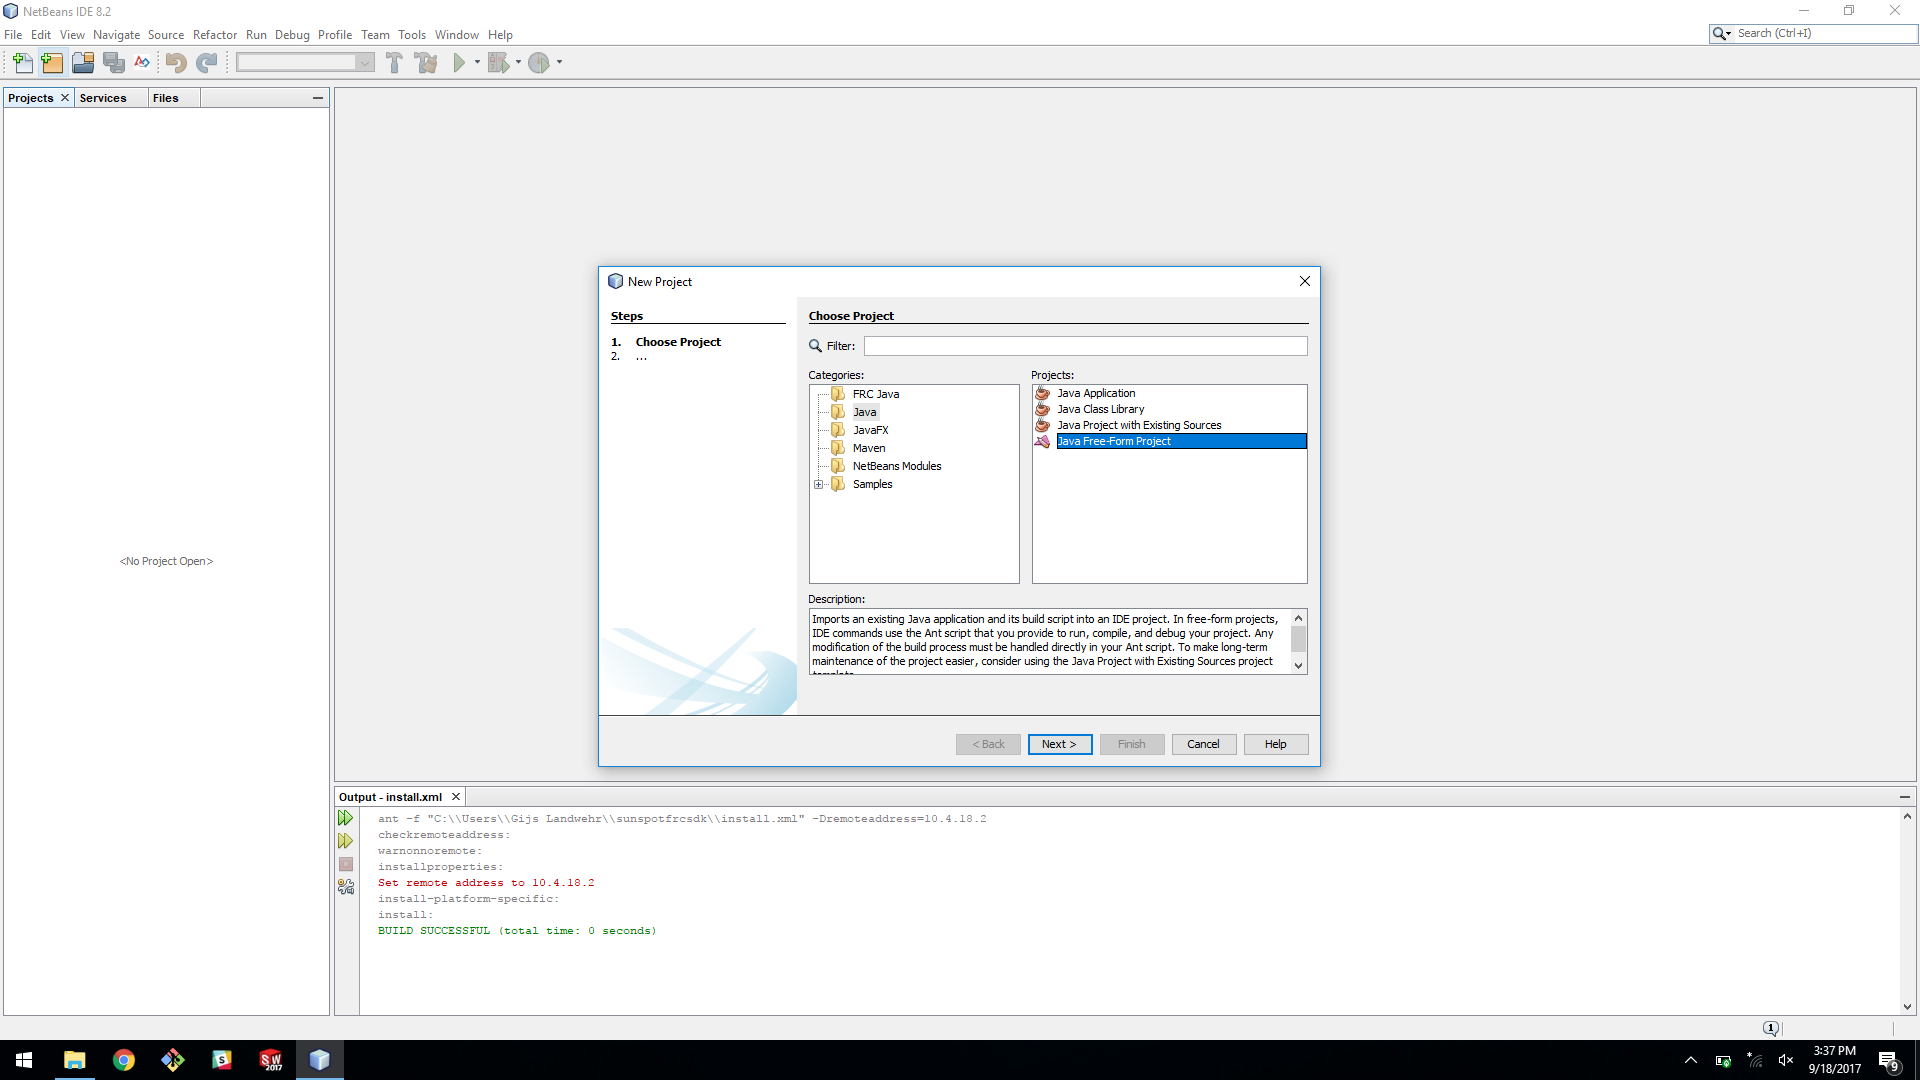 NetBeans IDE 8.2
File Edit View Navigate Source Refactor Run Debug Profile Team Tools Window Help
Search (Ctrl+I)
Projects Services Files
<No Project Open>
New Project
Steps
1. Choose Project
2. ...
Choose Project
Filter:
Categories:
FRC Java
Java
JavaFX
Maven
NetBeans Modules
Samples
Projects:
Java Application
Java Class Library
Java Project with Existing Sources
Java Free-Form Project
Description:
Imports an existing Java application and its build script into an IDE project. In free-form projects,
IDE commands use the Ant script that you provide to run, compile, and debug your project. Any
modification of the build process must be handled directly in your Ant script. To make long-term
maintenance of the project easier, consider using the Java Project with Existing Sources project
< Back Next > Finish Cancel Help
Output - install.xml
ant -f "C:\\Users\\Gijs Landwehr\\sunspotfrcsdk\\install.xml" -Dremoteaddress=10.4.18.2
checkremoteaddress:
warnonnoremote:
installproperties:
Set remote address to 10.4.18.2
install-platform-specific:
install:
BUILD SUCCESSFUL (total time: 0 seconds)
1
S
SW
2017
3:37 PM
9/18/2017
9